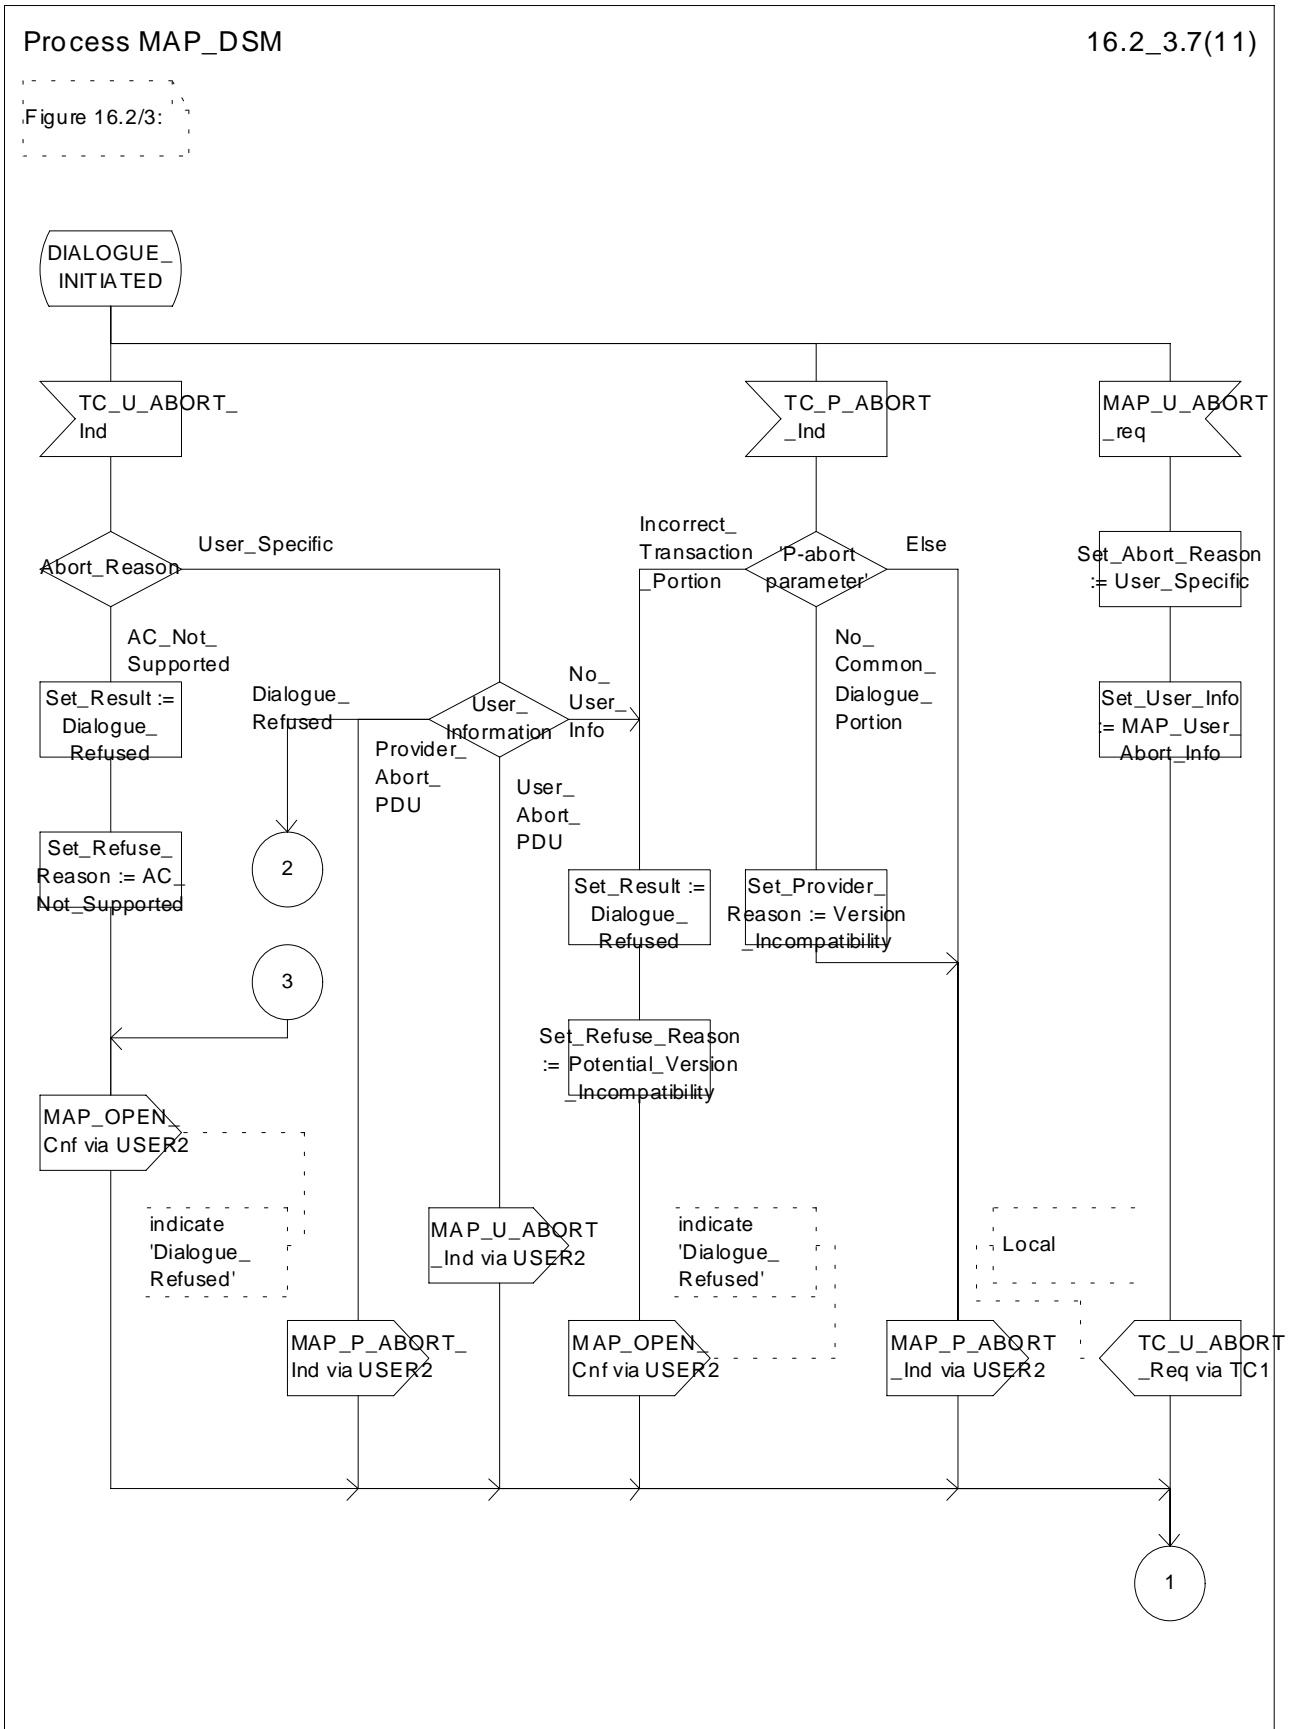 Process MAP_DSM
16.2_3.7(11)
Figure 16.2/3:
DIALOGUE_
INITIATED
TC_U_ABORT_
Ind
TC_P_ABORT
_Ind
MAP_U_ABORT
_req
Abort_Reason
User_Specific
Incorrect_
Transaction
_Portion
'P-abort
parameter'
Else
Set_Abort_Reason
:= User_Specific
AC_Not_
Supported
No_
Common_
Dialogue_
Portion
Set_Result :=
Dialogue_
Refused
Dialogue_
Refused
User_
Information
No_
User_
Info
Provider_
Abort_
PDU
User_
Abort_
PDU
Set_User_Info
:= MAP_User_
Abort_Info
Set_Refuse_
Reason := AC_
Not_Supported
2
Set_Result :=
Dialogue_
Refused
Set_Provider_
Reason := Version
_Incompatibility
3
Set_Refuse_Reason
:= Potential_Version
_Incompatibility
MAP_OPEN_
Cnf via USER2
indicate
'Dialogue_
Refused'
MAP_U_ABORT
_Ind via USER2
indicate
'Dialogue_
Refused'
Local
MAP_P_ABORT_
Ind via USER2
MAP_OPEN_
Cnf via USER2
MAP_P_ABORT
_Ind via USER2
TC_U_ABORT
_Req via TC1
1